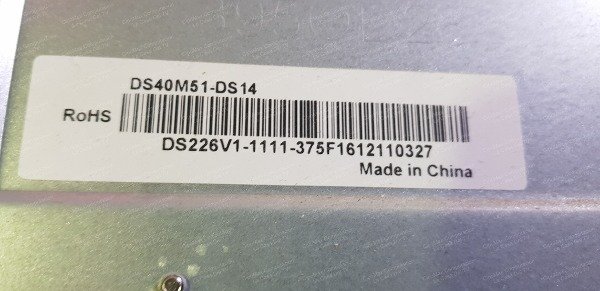 DS40M51-DS14
RoHS
DS226V1-1111-375F1612110327
Made in China